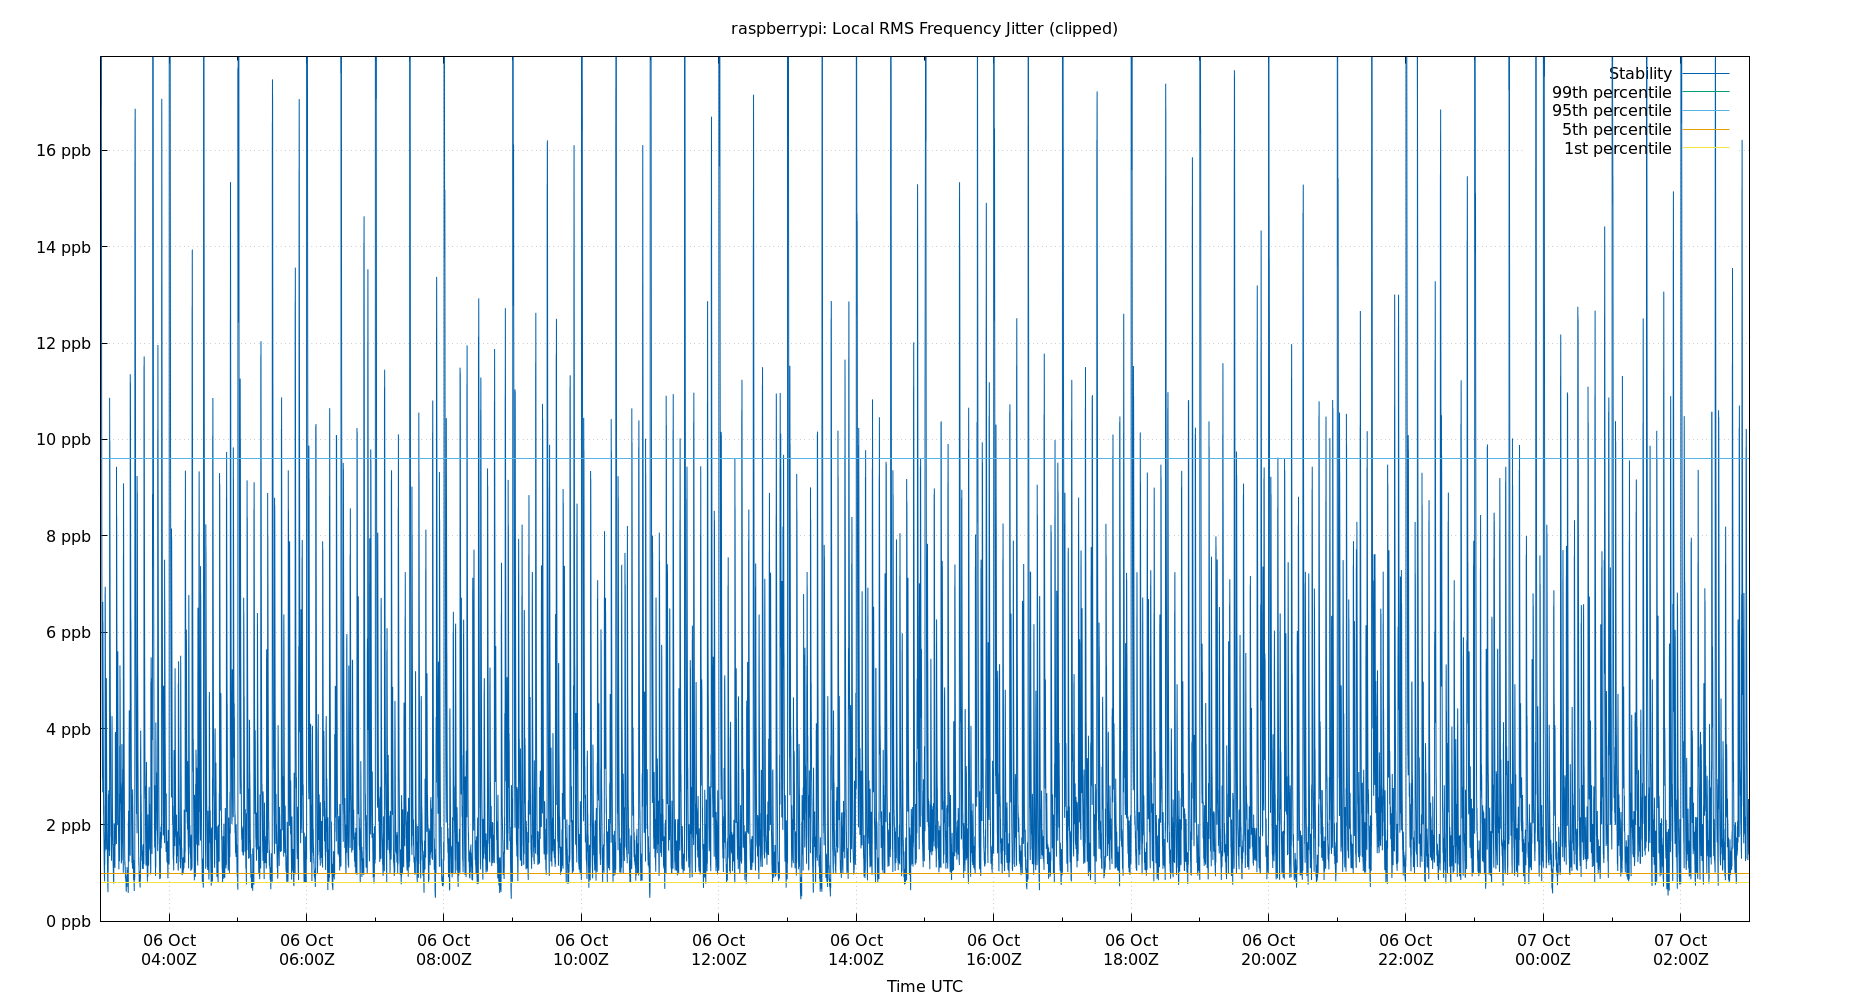 raspberrypi: Local RMS Frequency Jitter (clipped)
Stability
99th percentile
95th percentile
5th percentile
1st percentile
16 ppb
14 ppb
12 ppb
10 ppb
8 ppb
6 ppb
4 ppb
2 ppb
0 ppb
06 Oct 06 Oct 06 Oct 06 Oct 06 Oct 06 Oct 06 Oct 06 Oct 06 Oct 06 Oct 07 Oct 07 Oct
04:00Z 06:00Z 08:00Z 10:00Z 12:00Z 14:00Z 16:00Z 18:00Z 20:00Z 22:00Z 00:00Z 02:00Z
Time UTC